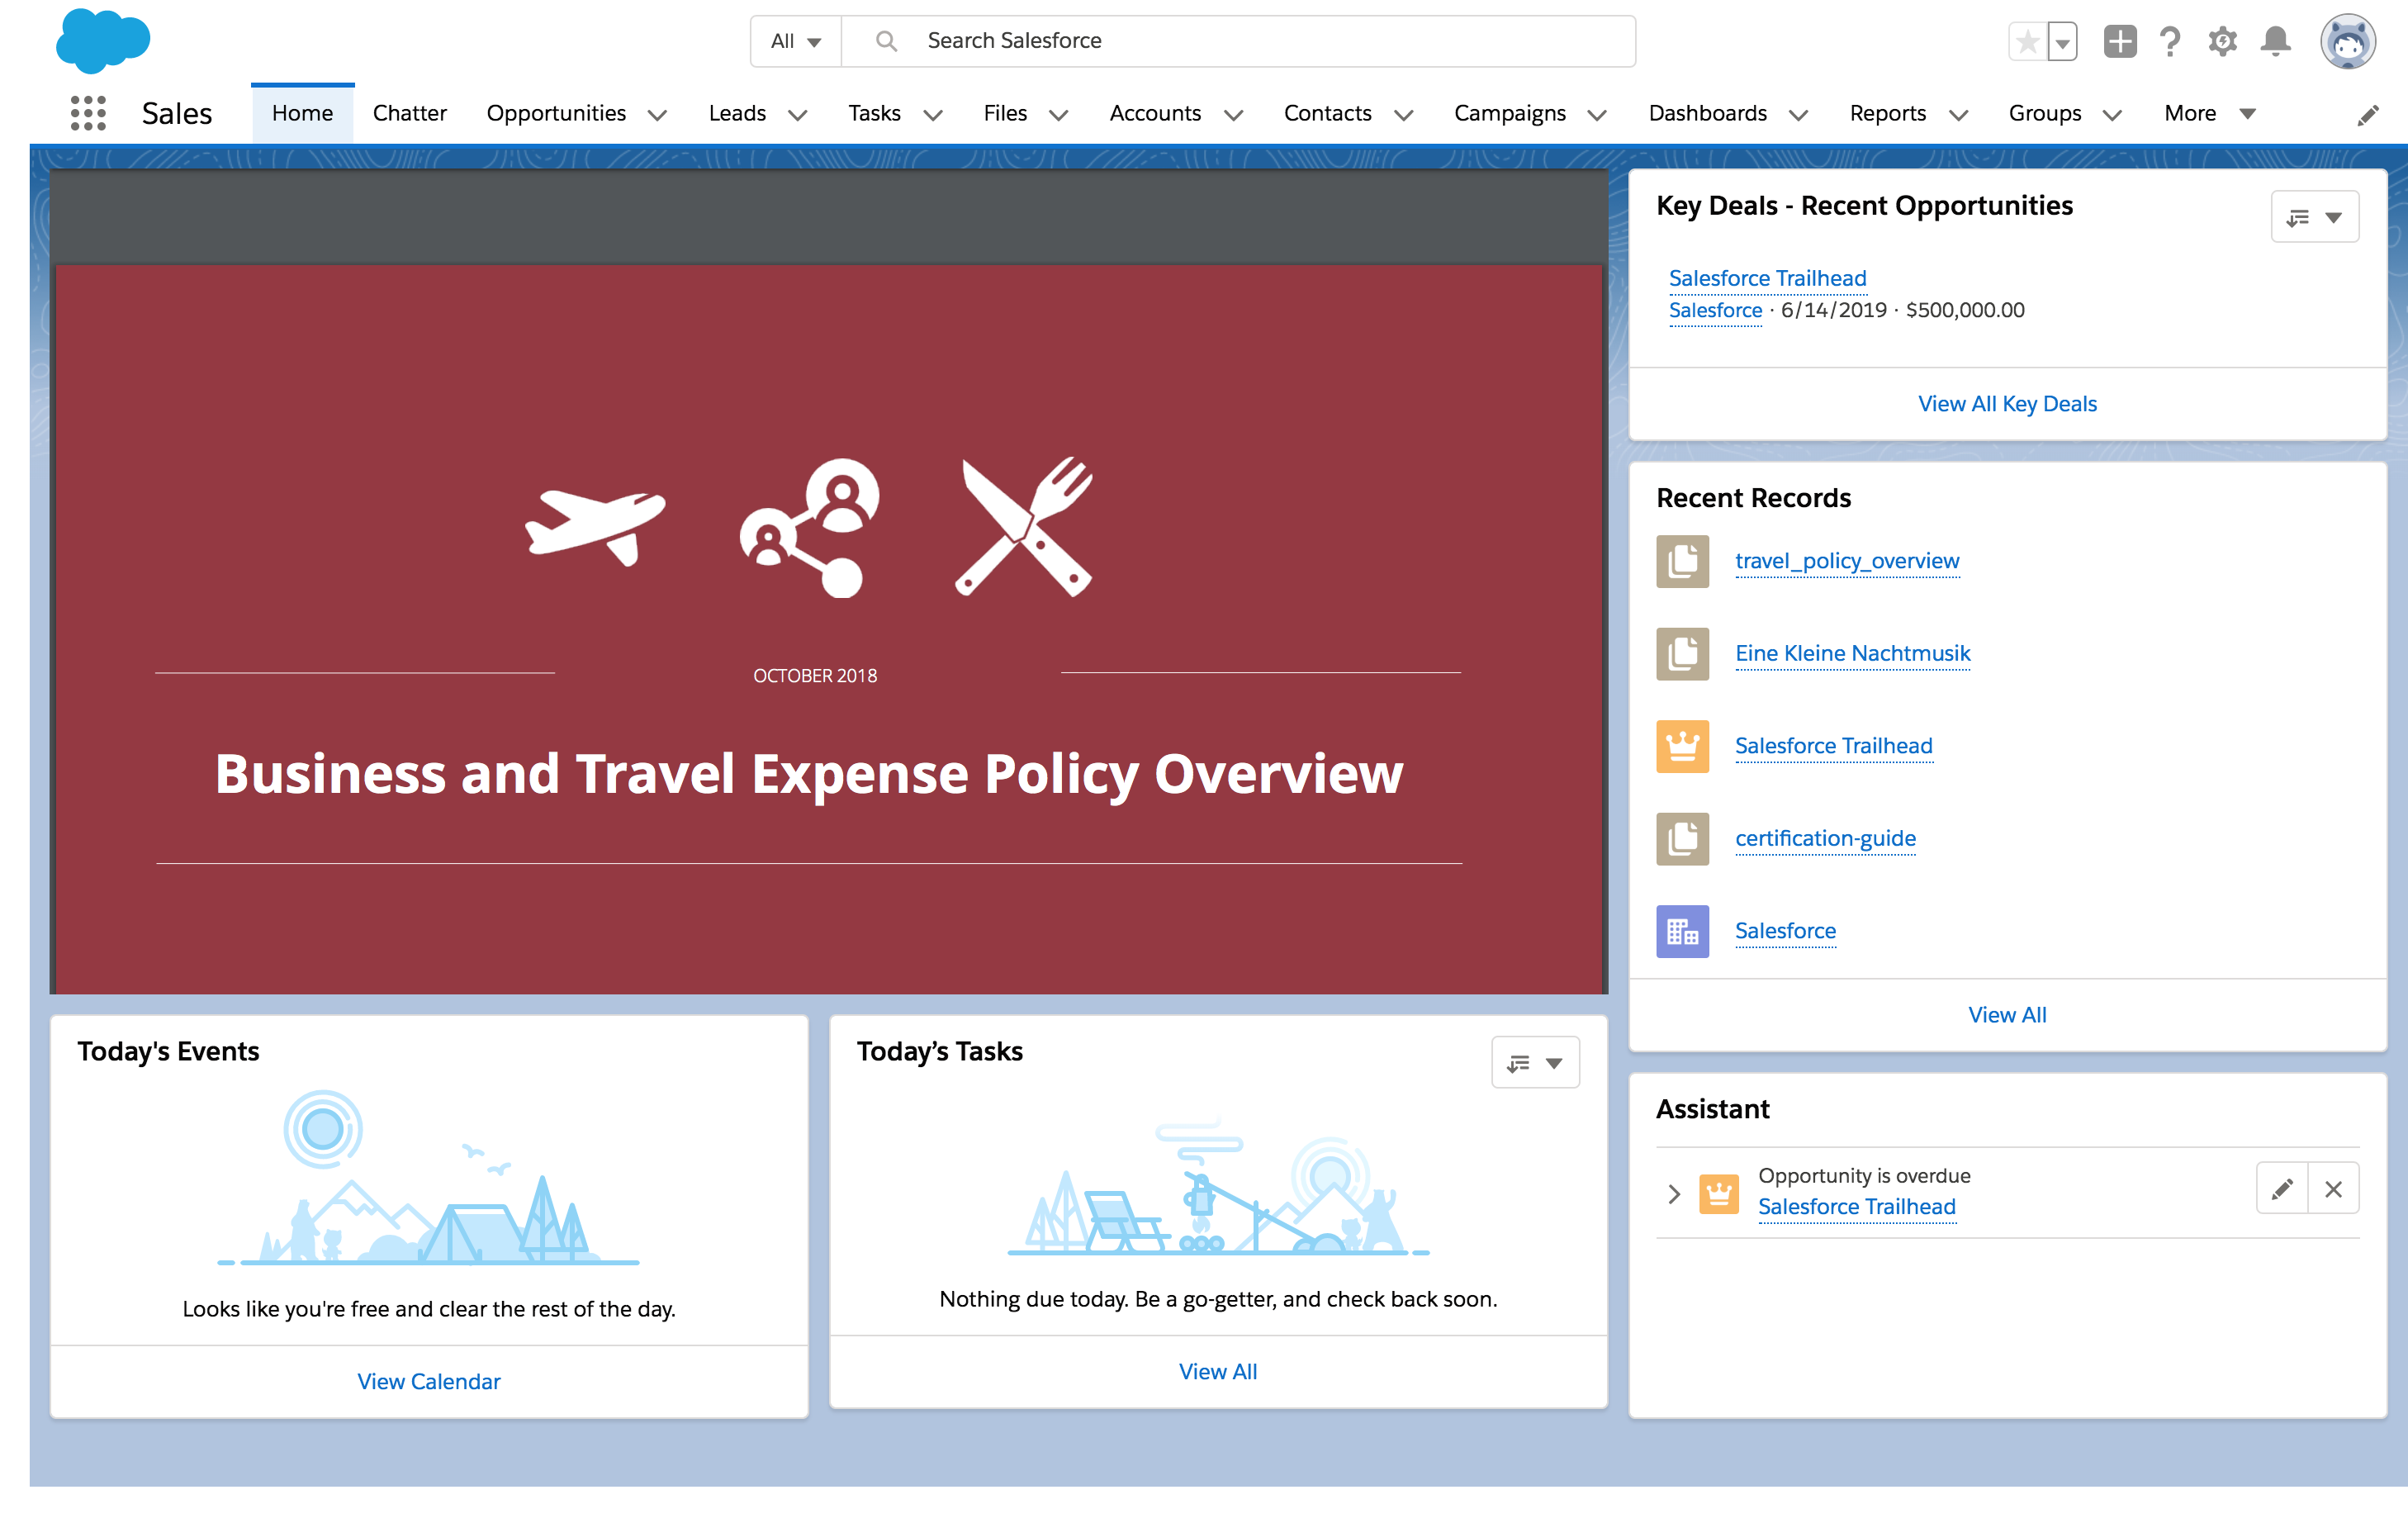 All
Search Salesforce
Sales
Home
Chatter
Opportunities
Leads
Tasks
Files
Accounts
Contacts
Campaigns
Dashboards
Reports
Groups
More
OCTOBER 2018
Business and Travel Expense Policy Overview
Today's Events
Looks like you're free and clear the rest of the day.
View Calendar
Today’s Tasks
Nothing due today. Be a go-getter, and check back soon.
View All
Key Deals - Recent Opportunities
Salesforce Trailhead
Salesforce · 6/14/2019 · $500,000.00
View All Key Deals
Recent Records
travel_policy_overview
Eine Kleine Nachtmusik
Salesforce Trailhead
certification-guide
Salesforce
View All
Assistant
Opportunity is overdue
Salesforce Trailhead